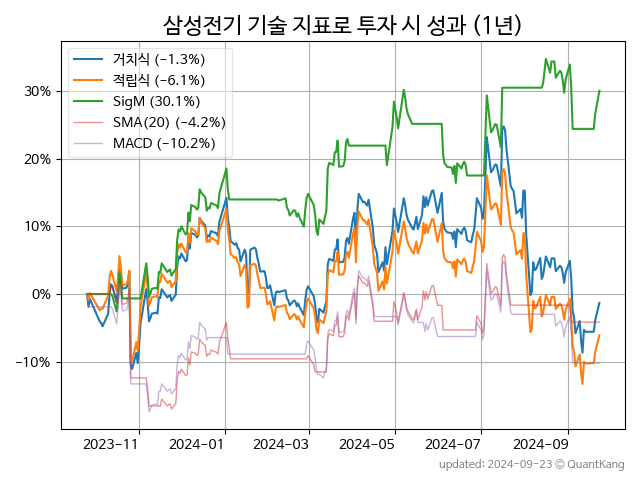 삼성전기 기술 지표로 투자 시 성과 (1년)
거치식 (−1.3%)
적립식 (−6.1%)
SigM (30.1%)
SMA(20) (−4.2%)
MACD (−10.2%)
30%
20%
10%
0%
−10%
2023-11 2024-01 2024-03 2024-05 2024-07 2024-09
updated: 2024-09-23 ⓒ QuantKang